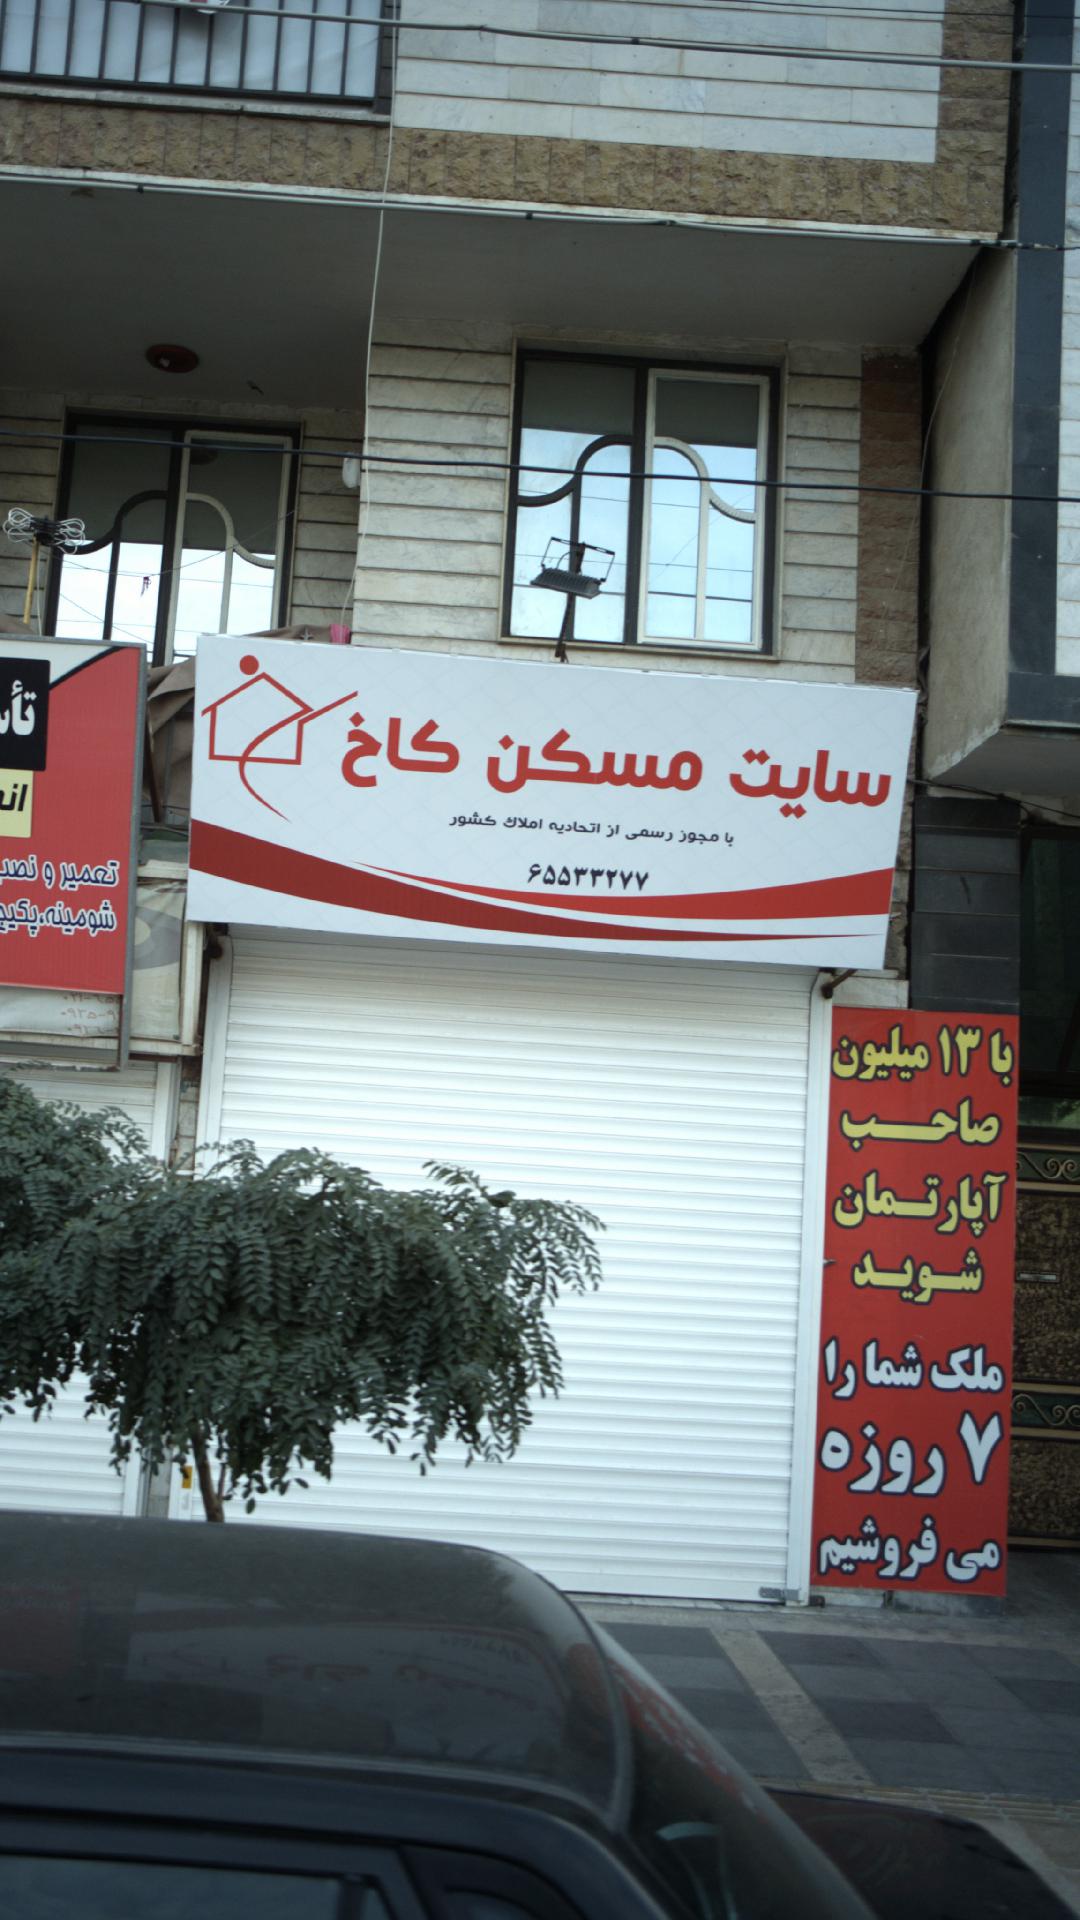 سایت مسکن کاخ
با مجوز رسمی از اتحادیه املاک کشور
۶۵۵۳۳۲۷۷
با ۱۳ میلیون
صاحب
آپارتمان
شوید
ملک شما را
۷ روزه
می فروشیم
تعمیر و نصب
شومینه،پکیج